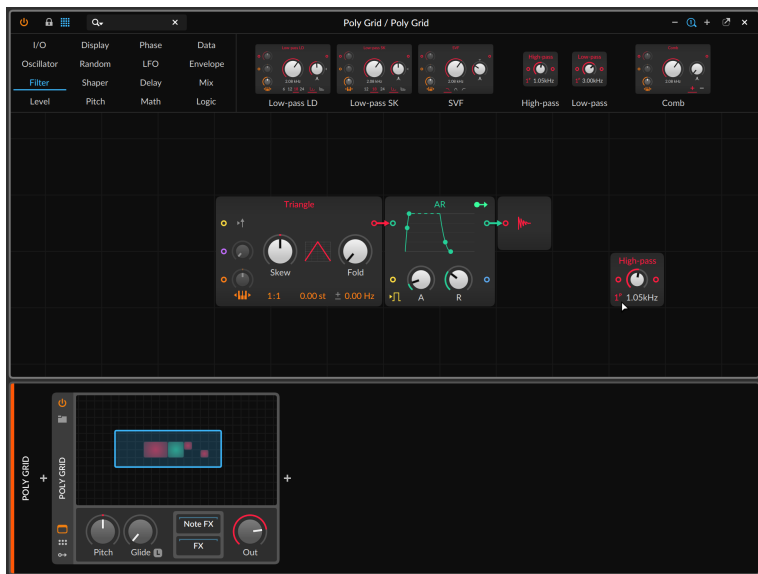 Poly Grid / Poly Grid
I/O Display Phase Data
Oscillator Random LFO Envelope
Filter Shaper Delay Mix
Level Pitch Math Logic
Low-pass LD Low-pass SK SVF High-pass Low-pass Comb
High-pass
1.05kHz
Low-pass
3.00kHz
Triangle
Skew
Fold
1:1 0.00 st ± 0.00 Hz
AR
A R
High-pass
1.05kHz
POLY GRID
POLY GRID
Pitch Glide L
Note FX
FX
Out